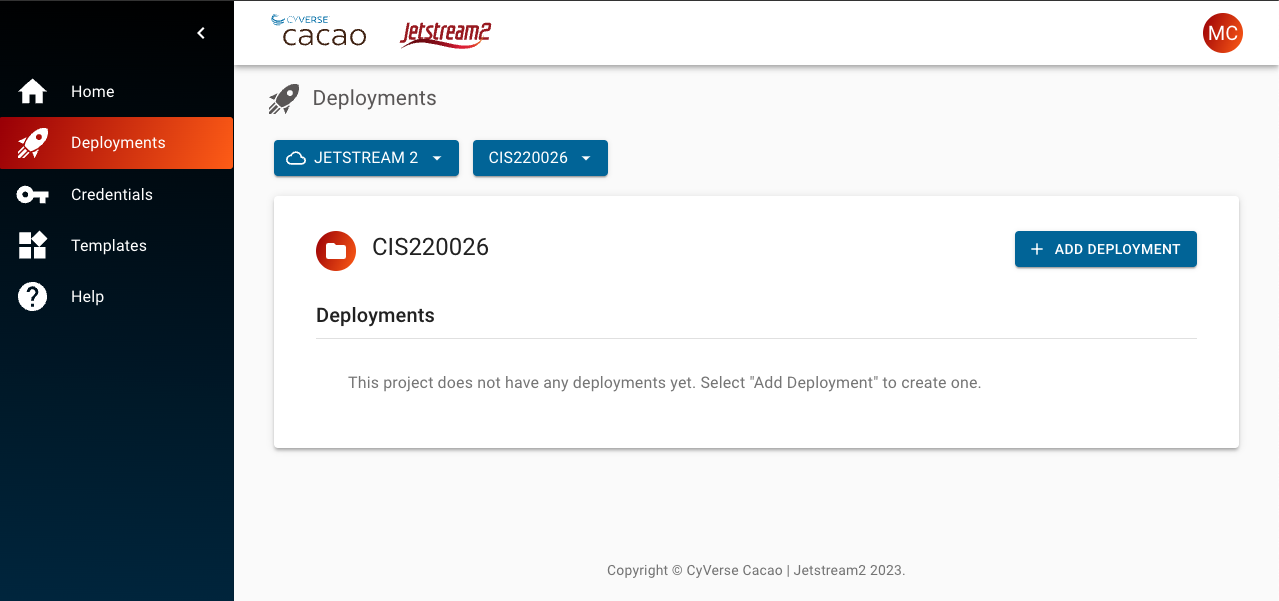 CYVERSE
cacao
Jetstream2
MC
Home
Deployments
Credentials
Templates
Help
Deployments
JETSTREAM 2
CIS220026
CIS220026
ADD DEPLOYMENT
Deployments
This project does not have any deployments yet. Select "Add Deployment" to create one.
Copyright © CyVerse Cacao | Jetstream2 2023.